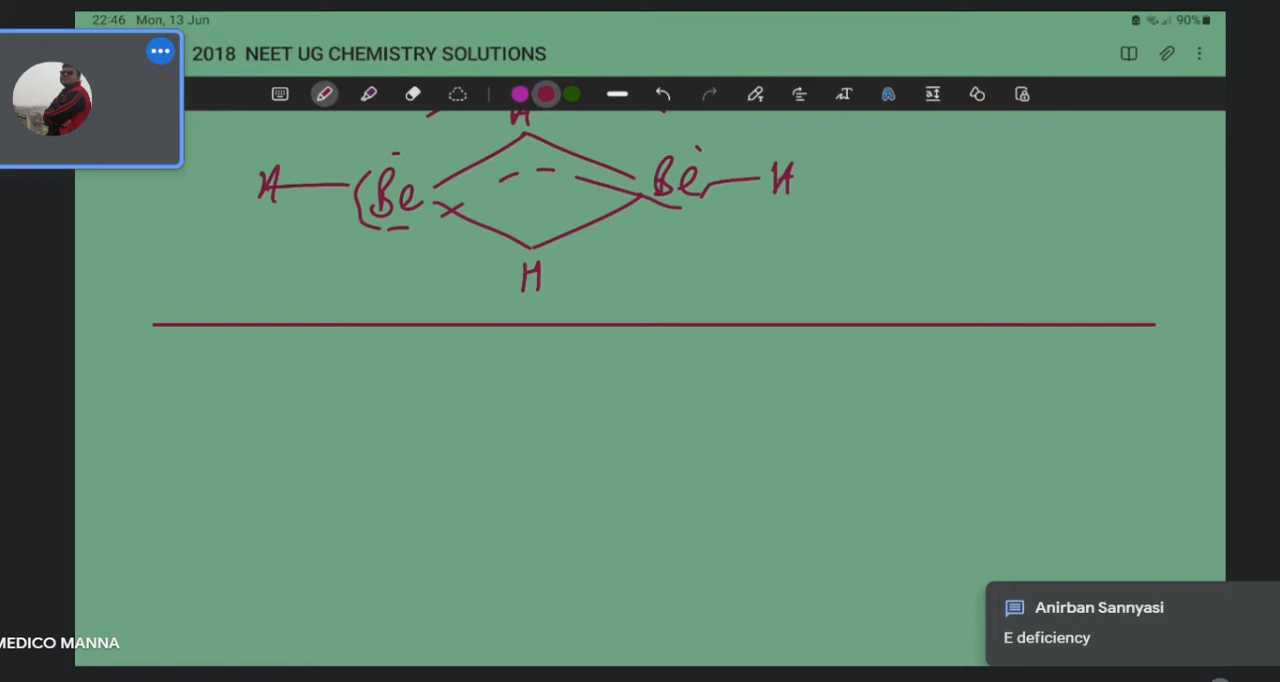 22:46 Mon, 13 Jun
90%
2018 NEET UG CHEMISTRY SOLUTIONS
H
H Be Be H
H
Anirban Sannyasi
E deficiency
MEDICO MANNA